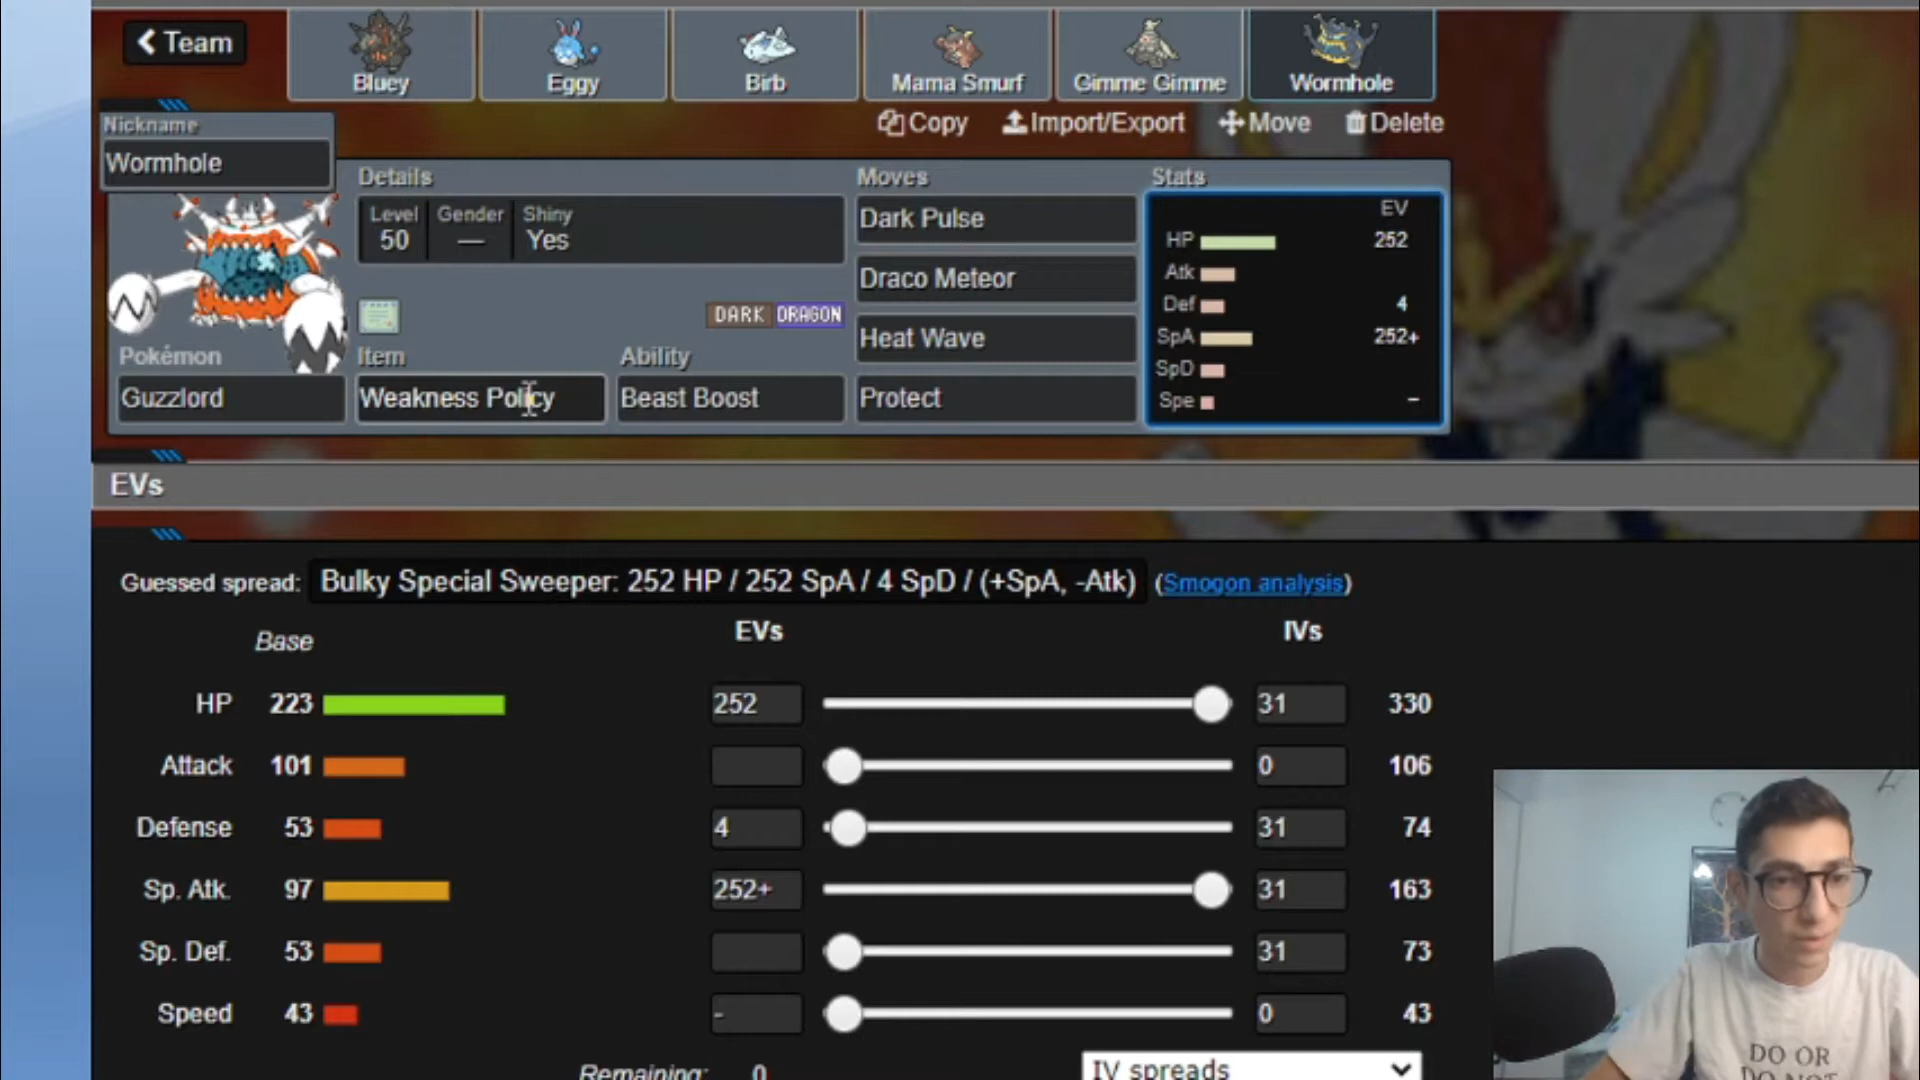 Team
Bluey
Eggy
Birb
Mama Smurf
Gimme Gimme
Wormhole
Copy
Import/Export
Move
Delete
Nickname
Wormhole
Details
Level
50
Gender
—
Shiny
Yes
DARK
DRAGON
Pokémon
Guzzlord
Item
Weakness Policy
Ability
Beast Boost
Moves
Dark Pulse
Draco Meteor
Heat Wave
Protect
Stats
EV
HP 252
Atk
Def 4
SpA 252+
SpD
Spe −
EVs
Guessed spread: Bulky Special Sweeper: 252 HP / 252 SpA / 4 SpD / (+SpA, -Atk) (Smogon analysis)
Base EVs IVs
HP 223 252 31 330
Attack 101 0 106
Defense 53 4 31 74
Sp. Atk. 97 252+ 31 163
Sp. Def. 53 31 73
Speed 43 - 0 43
Remaining: 0
IV spreads
DO OR
DO NOT